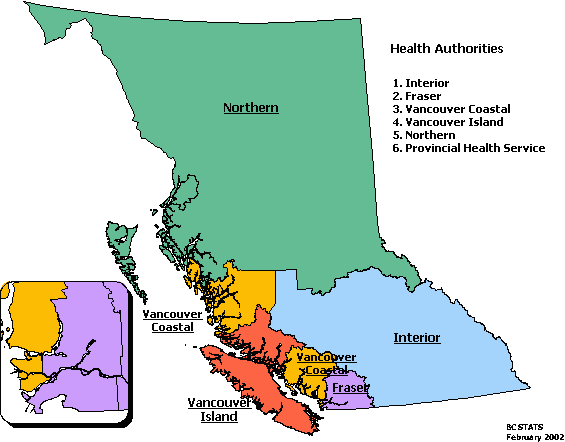 Health Authorities
1. Interior
2. Fraser
3. Vancouver Coastal
4. Vancouver Island
5. Northern
6. Provincial Health Service
Northern
Vancouver
Coastal
Interior
Vancouver
Coastal
Fraser
Vancouver
Island
BC STATS
February 2002